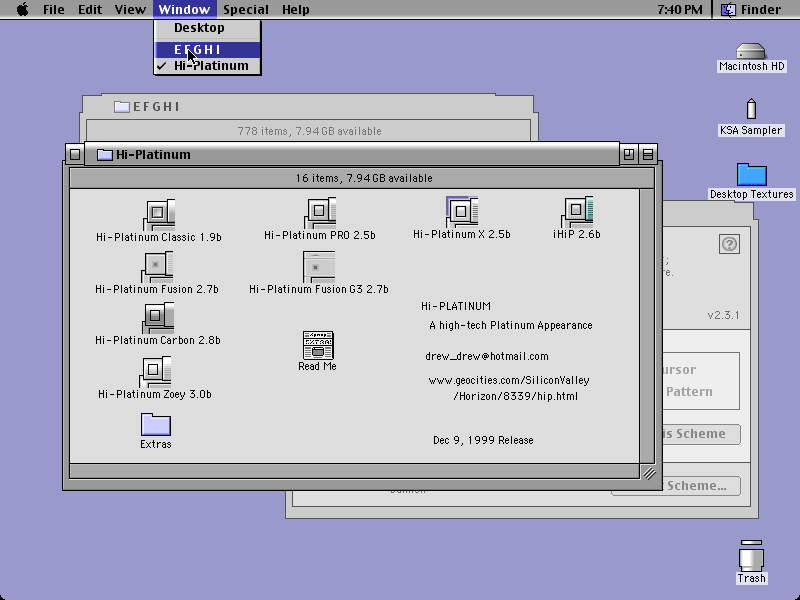 File Edit View Window Special Help 7:40 PM Finder
Desktop
E F G H I
✓ Hi-Platinum
Macintosh HD
KSA Sampler
Desktop Textures
E F G H I
778 items, 7.94 GB available
Hi-Platinum
16 items, 7.94 GB available
Hi-Platinum Classic 1.9b
Hi-Platinum PRO 2.5b
Hi-Platinum X 2.5b
iHiP 2.6b
Hi-Platinum Fusion 2.7b
Hi-Platinum Fusion G3 2.7b
Hi-Platinum Carbon 2.8b
Read Me
Hi-Platinum Zoey 3.0b
Extras
Hi-PLATINUM
A high-tech Platinum Appearance
drew_drew@hotmail.com
www.geocities.com/SiliconValley
/Horizon/8339/hip.html
Dec 9, 1999 Release
v2.3.1
Pattern
Scheme
Scheme...
Trash